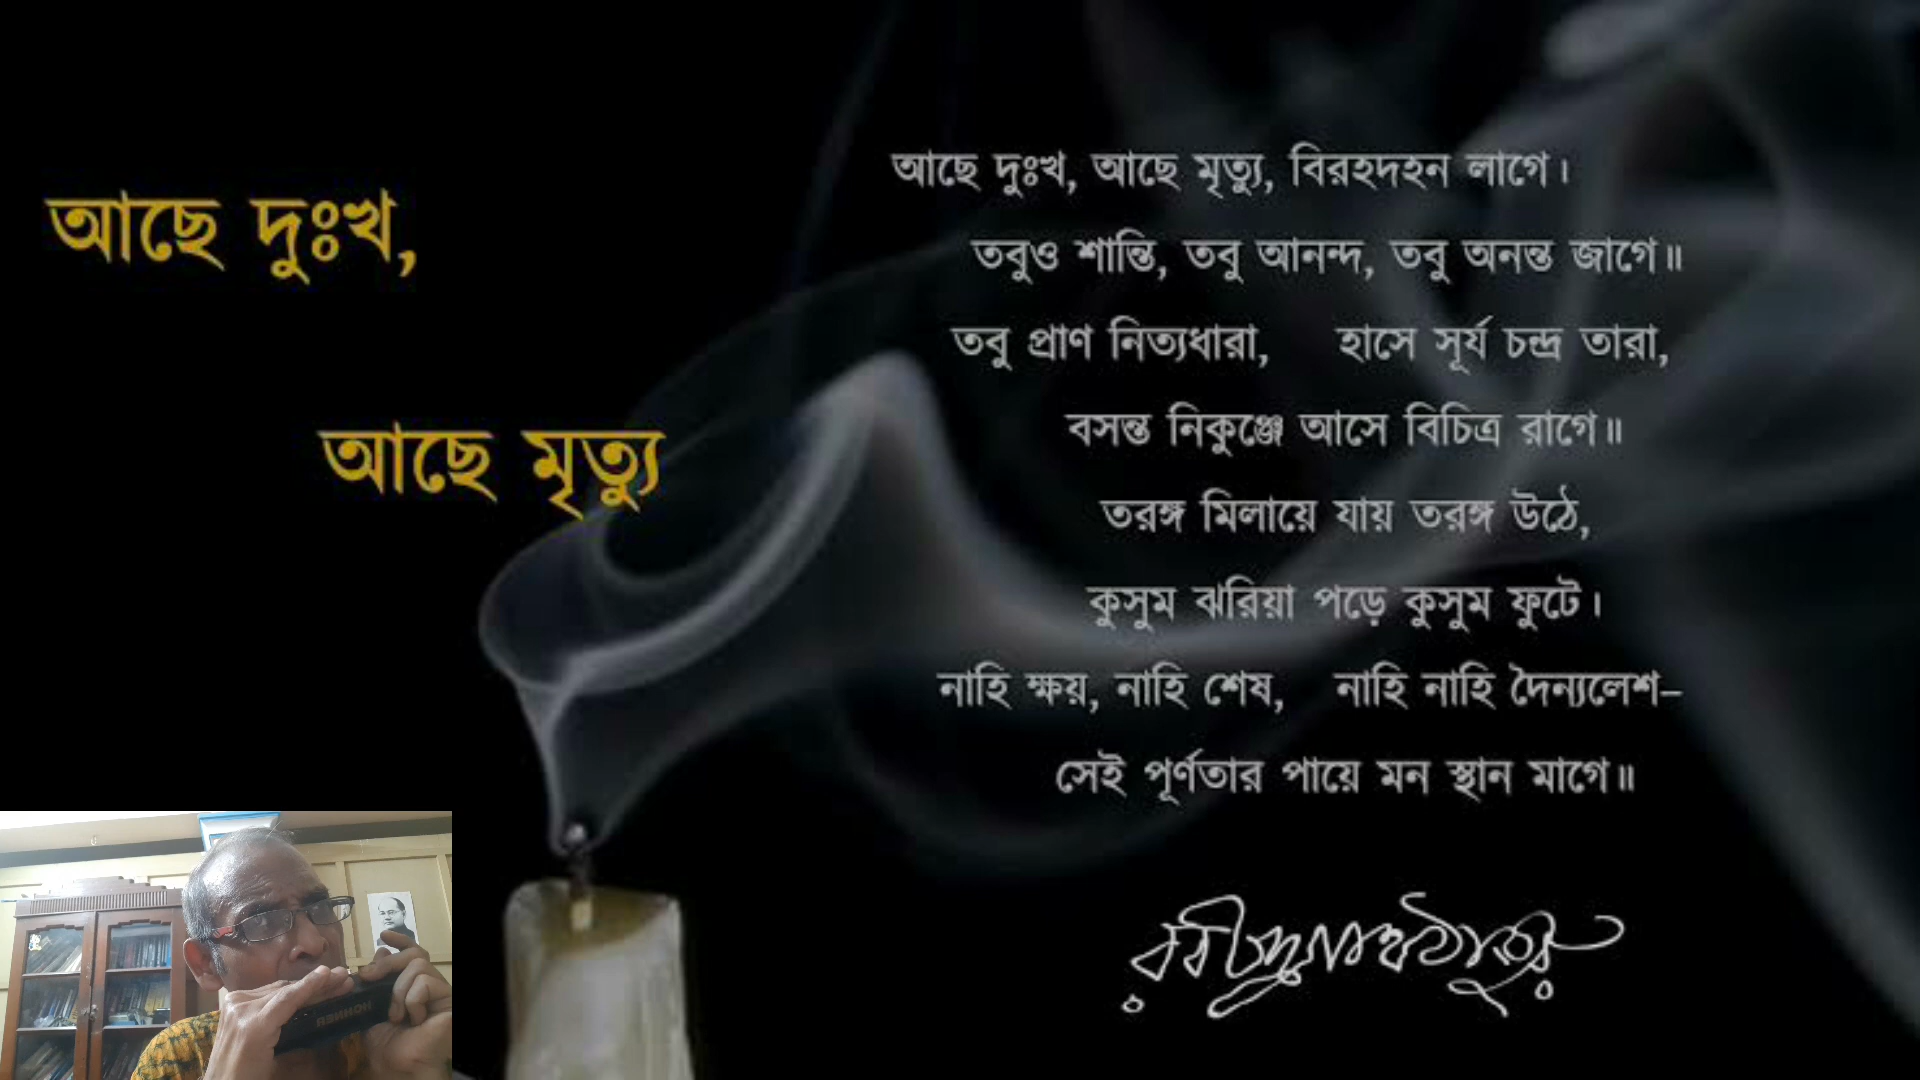 আছে দুঃখ,
আছে মৃত্যু
আছে দুঃখ, আছে মৃত্যু, বিরহদহন লাগে।
তবুও শান্তি, তবু আনন্দ, তবু অনন্ত জাগে॥
তবু প্রাণ নিত্যধারা, হাসে সূর্য চন্দ্র তারা,
বসন্ত নিকুঞ্জে আসে বিচিত্র রাগে॥
তরঙ্গ মিলায়ে যায় তরঙ্গ উঠে,
কুসুম ঝরিয়া পড়ে কুসুম ফুটে।
নাহি ক্ষয়, নাহি শেষ, নাহি নাহি দৈন্যলেশ–
সেই পূর্ণতার পায়ে মন স্থান মাগে॥
রবীন্দ্রনাথ ঠাকুর
HOHNER